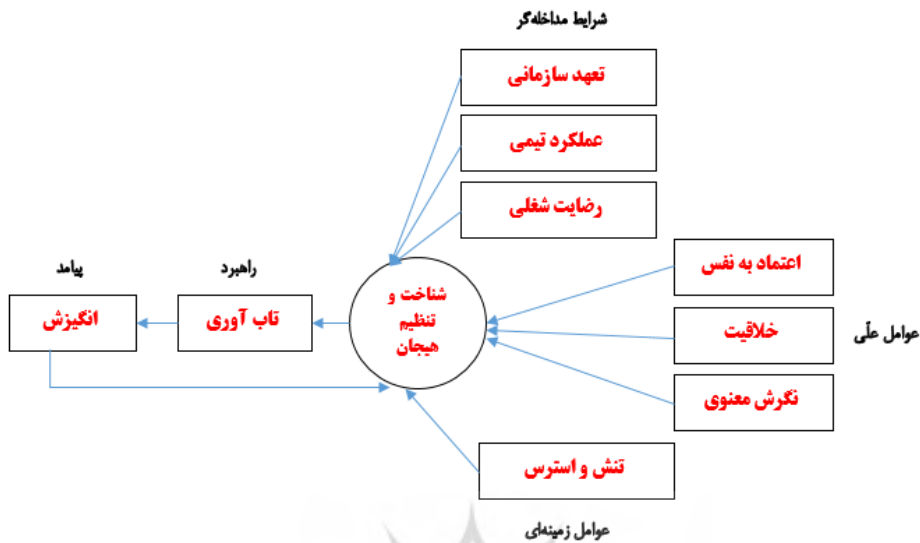 شرایط مداخله‌گر
تعهد سازمانی
عملکرد تیمی
رضایت شغلی
اعتماد به نفس
خلاقیت
عوامل علّی
نگرش معنوی
شناخت و
تنظیم
هیجان
راهبرد
تاب آوری
پیامد
انگیزش
تنش و استرس
عوامل زمینه‌ای